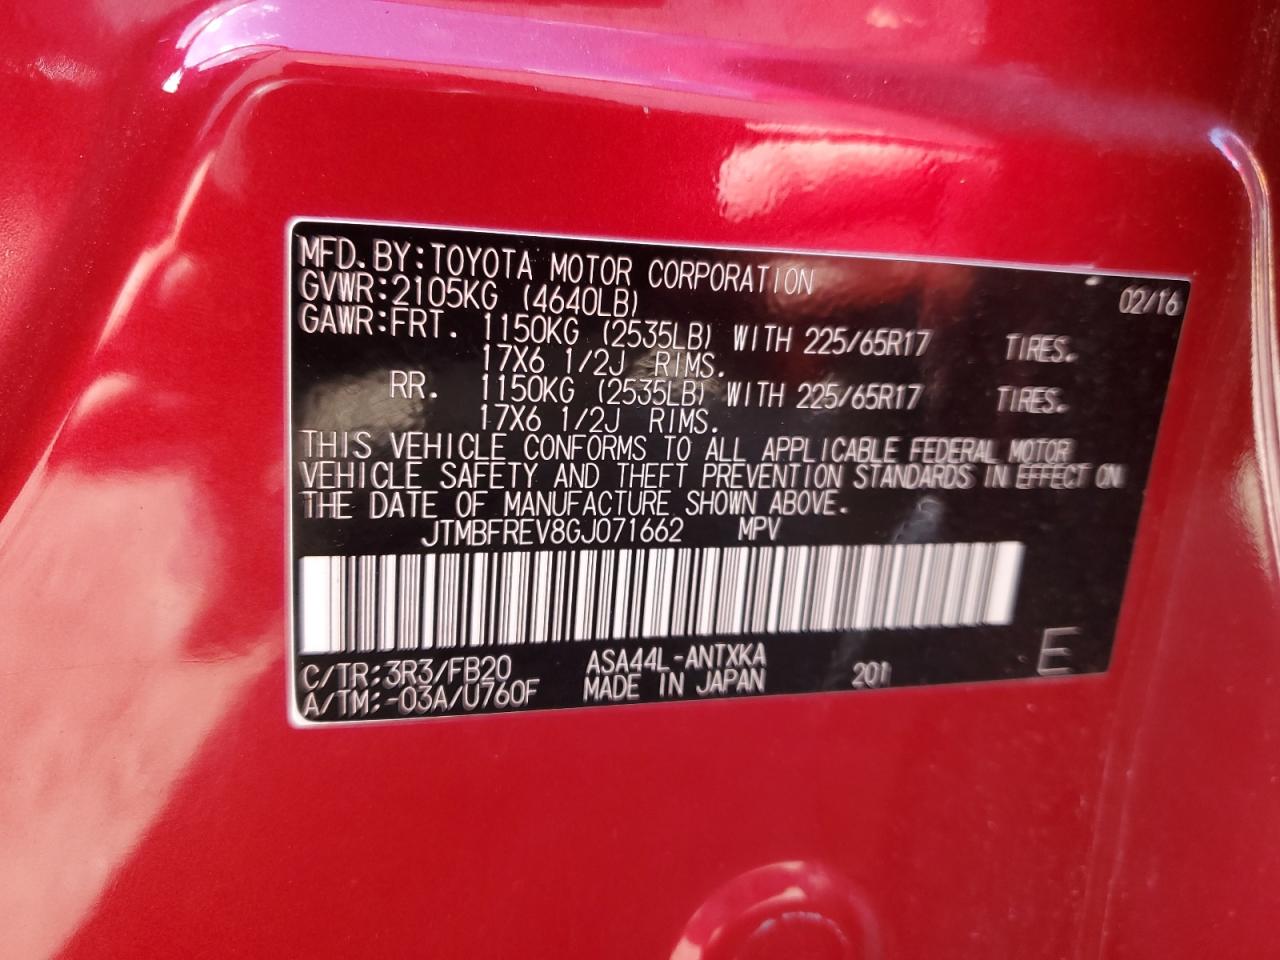 MFD. BY:TOYOTA MOTOR CORPORATION 02/16
GVWR:2105KG (4640LB)
GAWR:FRT. 1150KG (2535LB) WITH 225/65R17 TIRES.
17X6 1/2J RIMS.
RR. 1150KG (2535LB) WITH 225/65R17 TIRES.
17X6 1/2J RIMS.
THIS VEHICLE CONFORMS TO ALL APPLICABLE FEDERAL MOTOR
VEHICLE SAFETY AND THEFT PREVENTION STANDARDS IN EFFECT ON
THE DATE OF MANUFACTURE SHOWN ABOVE.
JTMBFREV8GJ071662 MPV
C/TR:3R3/FB20 ASA44L-ANTXKA
A/TM:-03A/U760F MADE IN JAPAN 201 E